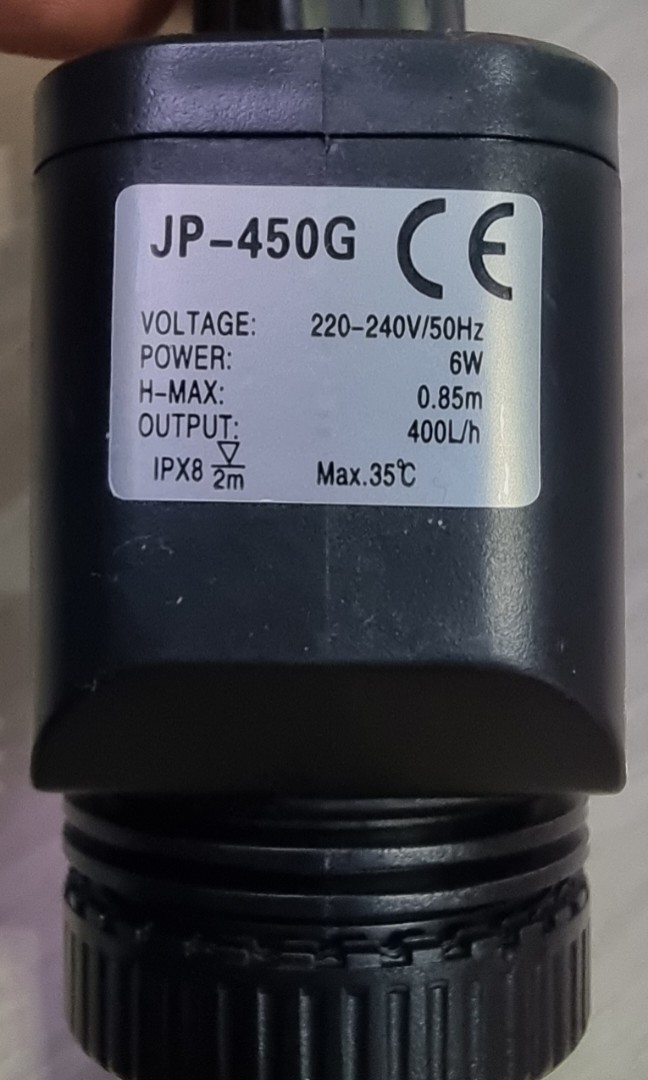 JP-450G CE
VOLTAGE: 220-240V/50Hz
POWER: 6W
H-MAX: 0.85m
OUTPUT: 400L/h
IPX8 2m Max.35℃